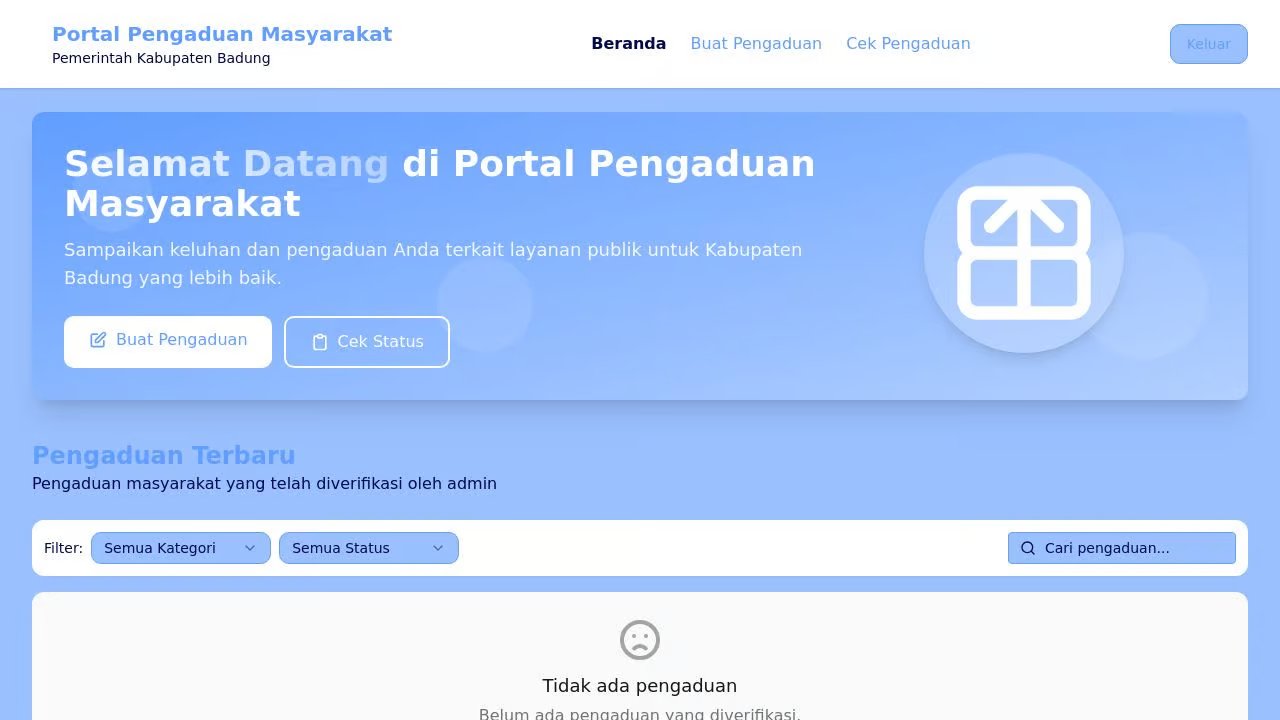 Portal Pengaduan Masyarakat
Pemerintah Kabupaten Badung
Beranda
Buat Pengaduan
Cek Pengaduan
Keluar
Selamat Datang di Portal Pengaduan
Masyarakat
Sampaikan keluhan dan pengaduan Anda terkait layanan publik untuk Kabupaten
Badung yang lebih baik.
Buat Pengaduan
Cek Status
Pengaduan Terbaru
Pengaduan masyarakat yang telah diverifikasi oleh admin
Filter:
Semua Kategori
Semua Status
Cari pengaduan...
Tidak ada pengaduan
Belum ada pengaduan yang diverifikasi.